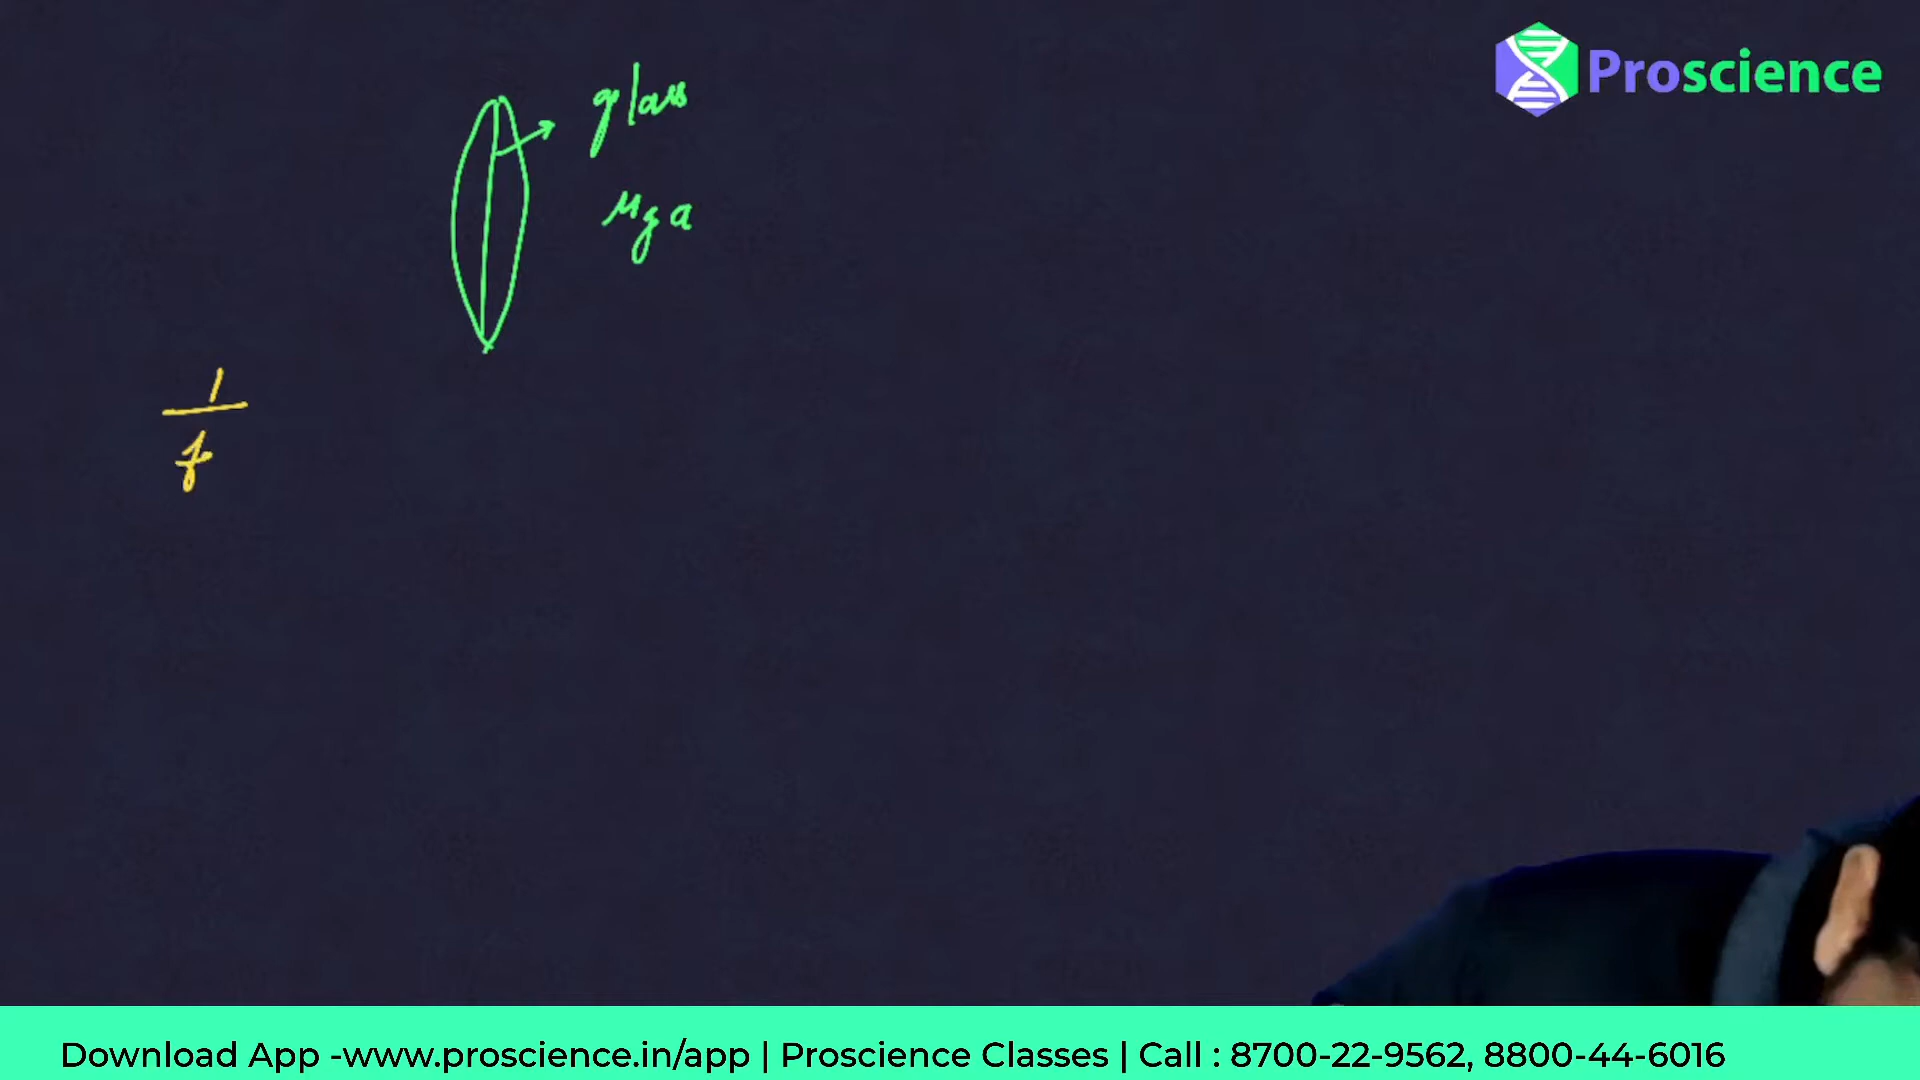 Proscience
glass
μga
1
f
Download App -www.proscience.in/app | Proscience Classes | Call : 8700-22-9562, 8800-44-6016